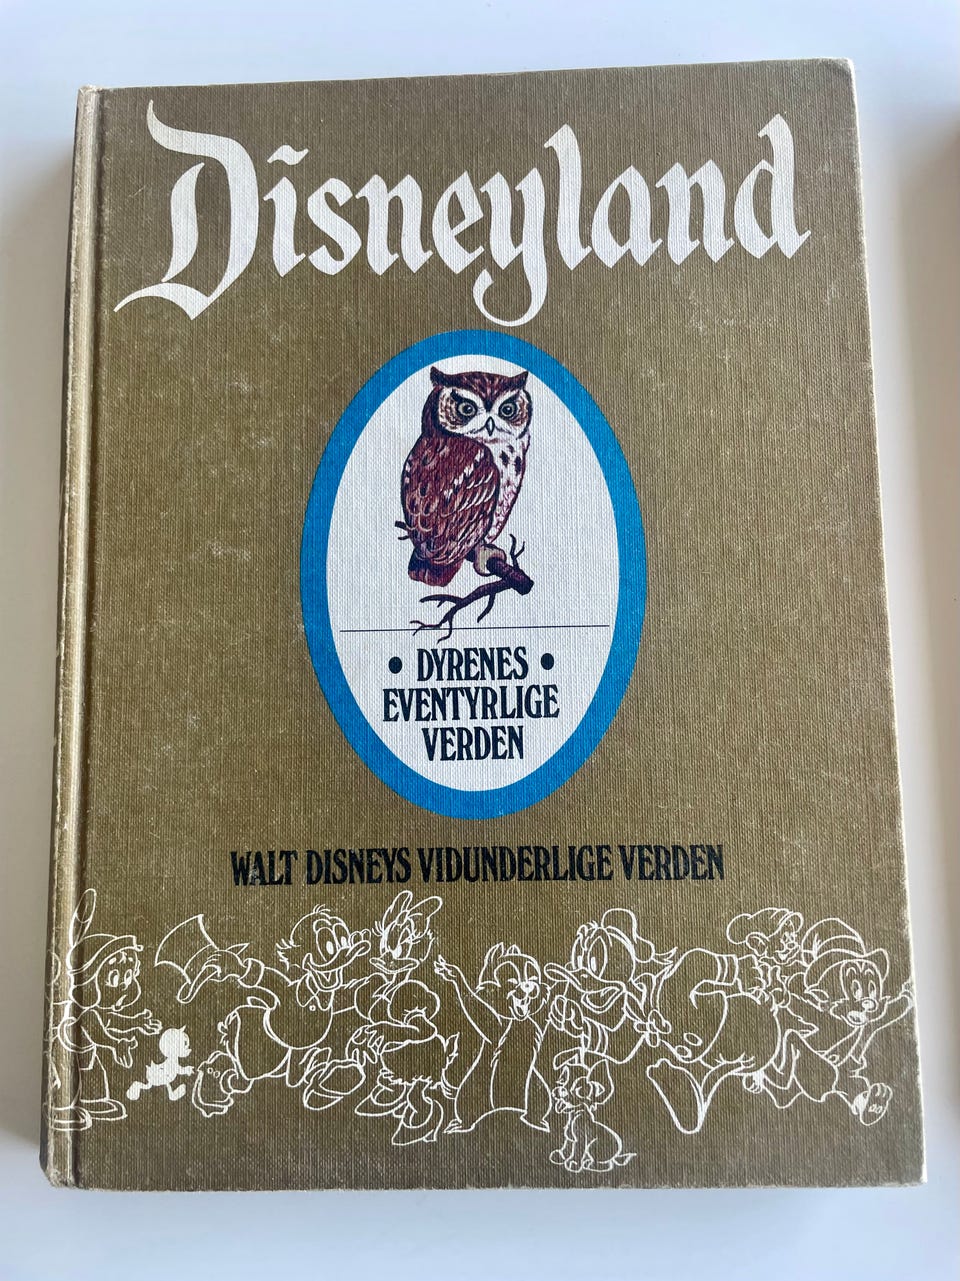 Disneyland
• DYRENES •
EVENTYRLIGE
VERDEN
WALT DISNEYS VIDUNDERLIGE VERDEN